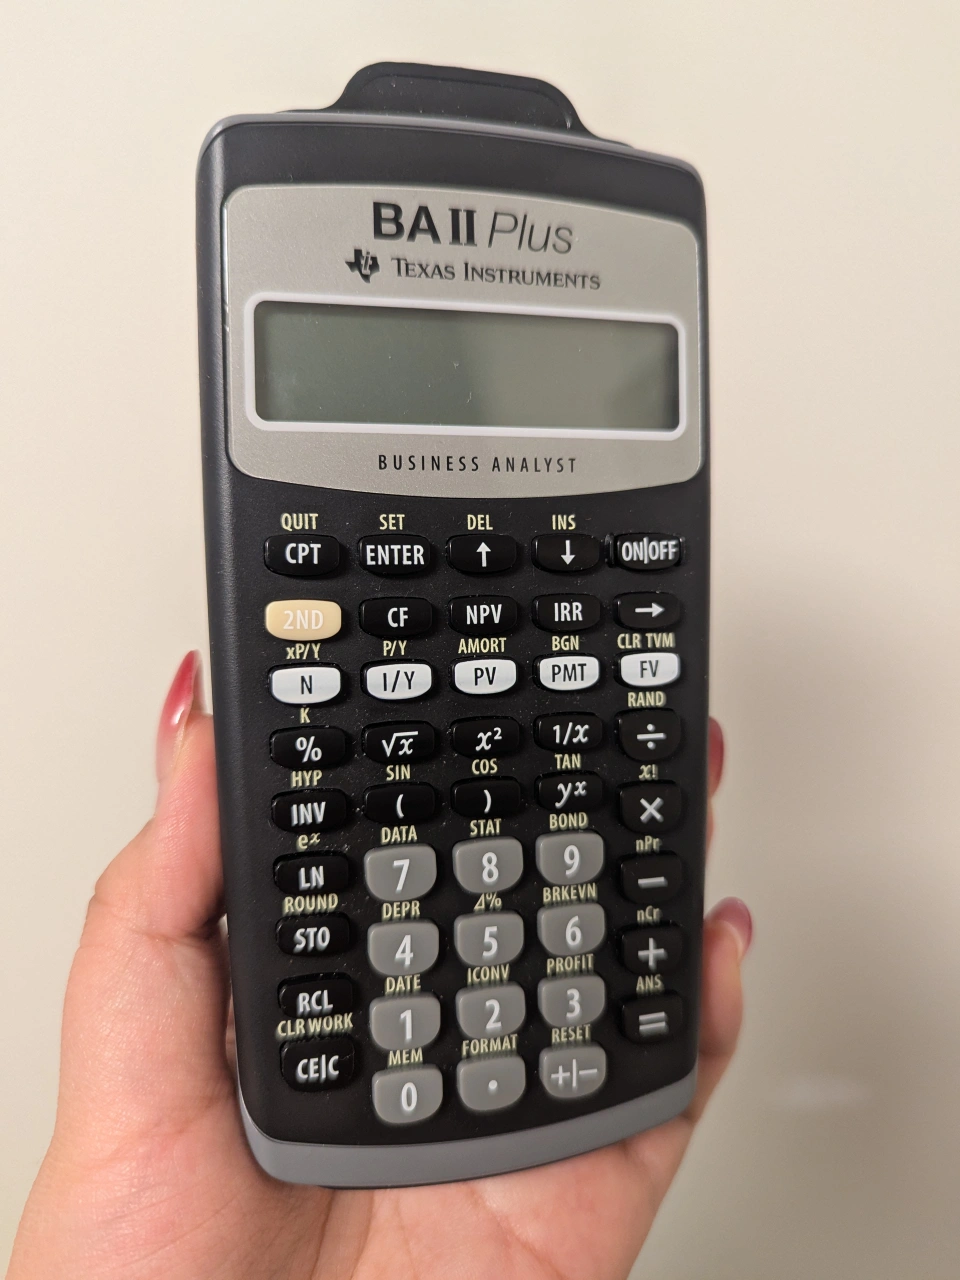 BA II Plus
TEXAS INSTRUMENTS
BUSINESS ANALYST
QUIT SET DEL INS
CPT ENTER ↑ ↓ ON|OFF
2ND CF NPV IRR →
xP/Y P/Y AMORT BGN CLR TVM
N I/Y PV PMT FV
K RAND
% √x x² 1/x ÷
HYP SIN COS TAN x!
INV ( ) yˣ ×
eˣ DATA STAT BOND nPr
LN 7 8 9 −
ROUND DEPR Δ% BRKEVN nCr
STO 4 5 6 +
DATE ICONV PROFIT ANS
RCL 1 2 3 =
CLR WORK MEM FORMAT RESET
CE|C 0 . +|−